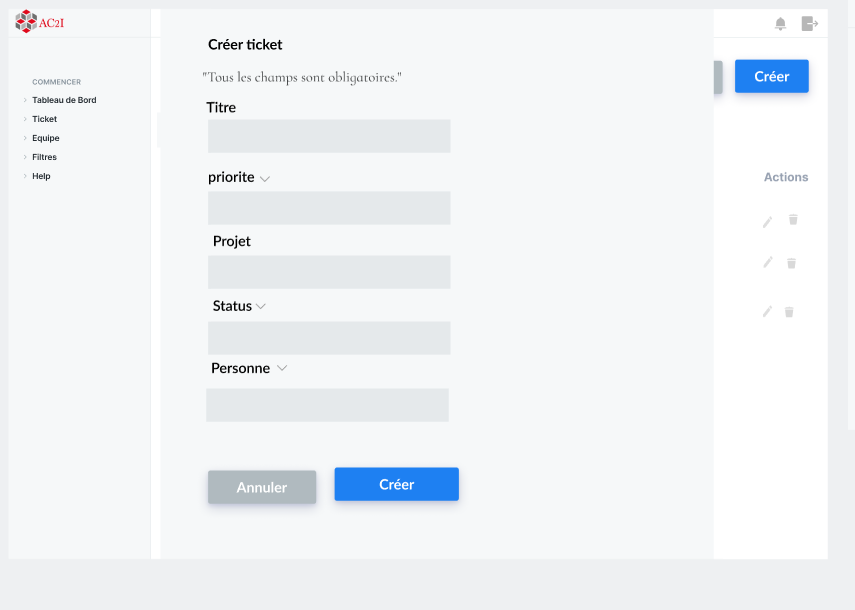 AC2I
COMMENCER
Tableau de Bord
Ticket
Equipe
Filtres
Help
Créer ticket
"Tous les champs sont obligatoires."
Titre
priorite
Projet
Status
Personne
Annuler
Créer
Créer
Actions